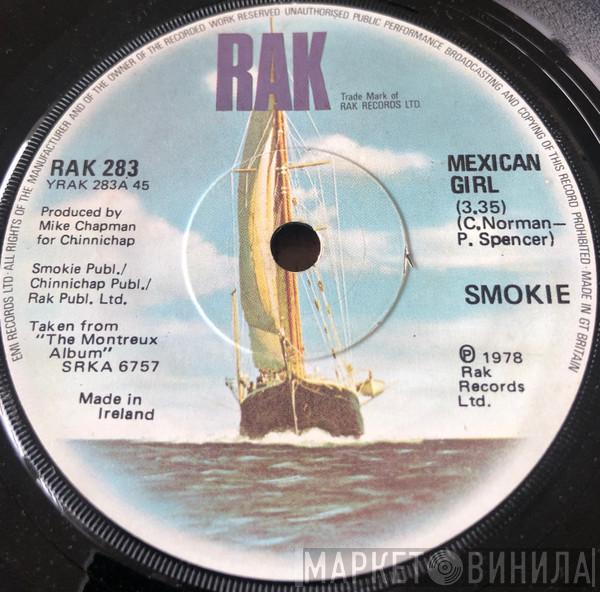 EMI RECORDS LTD·ALL RIGHTS OF THE MANUFACTURER AND OF THE OWNER OF THE RECORDED WORK RESERVED UNAUTHORISED PUBLIC PERFORMANCE BROADCASTING AND COPYING OF THIS RECORD PROHIBITED·MADE IN GT BRITAIN
RAK
Trade Mark of
RAK RECORDS LTD.
RAK 283
YRAK 283A 45
Produced by
Mike Chapman
for Chinnichap
Smokie Publ./
Chinnichap Publ./
Rak Publ. Ltd.
Taken from
"The Montreux
Album"
SRKA 6757
Made in
Ireland
MEXICAN
GIRL
(3.35)
(C.Norman—
P. Spencer)
SMOKIE
℗ 1978
Rak
Records
Ltd.
МАРКЕТ ВИНИЛА